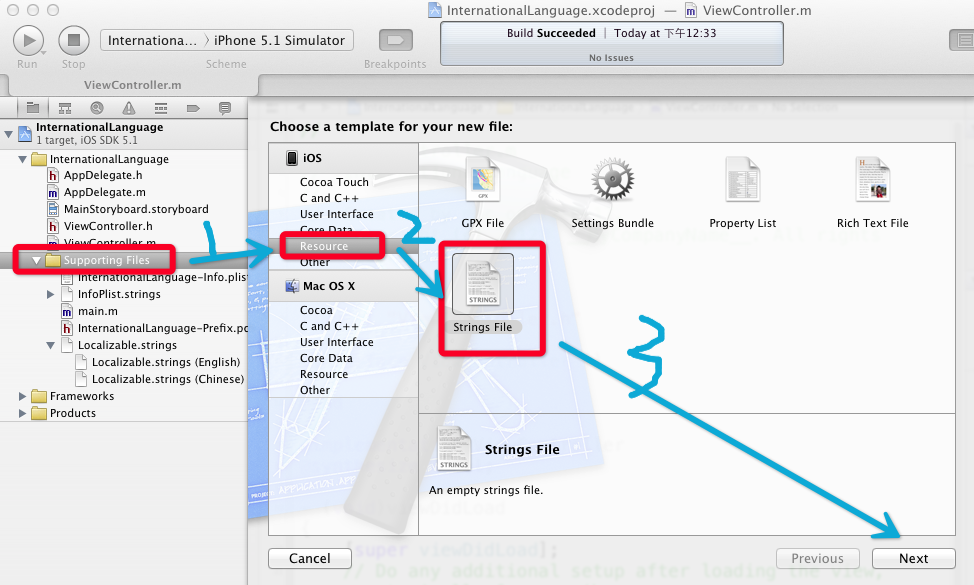 InternationalLanguage.xcodeproj — ViewController.m
Internationa... 〉iPhone 5.1 Simulator
Build Succeeded | Today at 下午12:33
No Issues
Run
Stop
Scheme
Breakpoints
ViewController.m
InternationalLanguage
1 target, iOS SDK 5.1
InternationalLanguage
h AppDelegate.h
m AppDelegate.m
MainStoryboard.storyboard
h ViewController.h
m ViewController.m
Supporting Files
InternationalLanguage-Info.plist
InfoPlist.strings
m main.m
h InternationalLanguage-Prefix.pc
Localizable.strings
Localizable.strings (English)
Localizable.strings (Chinese)
Frameworks
Products
1
2
3
Choose a template for your new file:
iOS
Cocoa Touch
C and C++
User Interface
Core Data
Resource
Other
Mac OS X
Cocoa
C and C++
User Interface
Core Data
Resource
Other
GPX
GPX File
Settings Bundle
Property List
Rich Text File
STRINGS
Strings File
STRINGS
Strings File
An empty strings file.
[super viewDidLoad];
// Do any additional setup after loading the view,
Cancel
Previous
Next